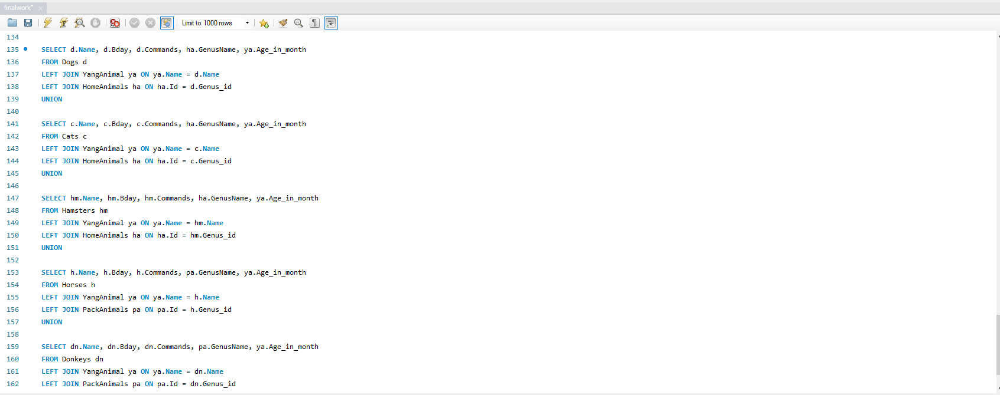 finalwork*
Limit to 1000 rows
134
135 SELECT d.Name, d.Bday, d.Commands, ha.GenusName, ya.Age_in_month
136 FROM Dogs d
137 LEFT JOIN YangAnimal ya ON ya.Name = d.Name
138 LEFT JOIN HomeAnimals ha ON ha.Id = d.Genus_id
139 UNION
140
141 SELECT c.Name, c.Bday, c.Commands, ha.GenusName, ya.Age_in_month
142 FROM Cats c
143 LEFT JOIN YangAnimal ya ON ya.Name = c.Name
144 LEFT JOIN HomeAnimals ha ON ha.Id = c.Genus_id
145 UNION
146
147 SELECT hm.Name, hm.Bday, hm.Commands, ha.GenusName, ya.Age_in_month
148 FROM Hamsters hm
149 LEFT JOIN YangAnimal ya ON ya.Name = hm.Name
150 LEFT JOIN HomeAnimals ha ON ha.Id = hm.Genus_id
151 UNION
152
153 SELECT h.Name, h.Bday, h.Commands, pa.GenusName, ya.Age_in_month
154 FROM Horses h
155 LEFT JOIN YangAnimal ya ON ya.Name = h.Name
156 LEFT JOIN PackAnimals pa ON pa.Id = h.Genus_id
157 UNION
158
159 SELECT dn.Name, dn.Bday, dn.Commands, pa.GenusName, ya.Age_in_month
160 FROM Donkeys dn
161 LEFT JOIN YangAnimal ya ON ya.Name = dn.Name
162 LEFT JOIN PackAnimals pa ON pa.Id = dn.Genus_id